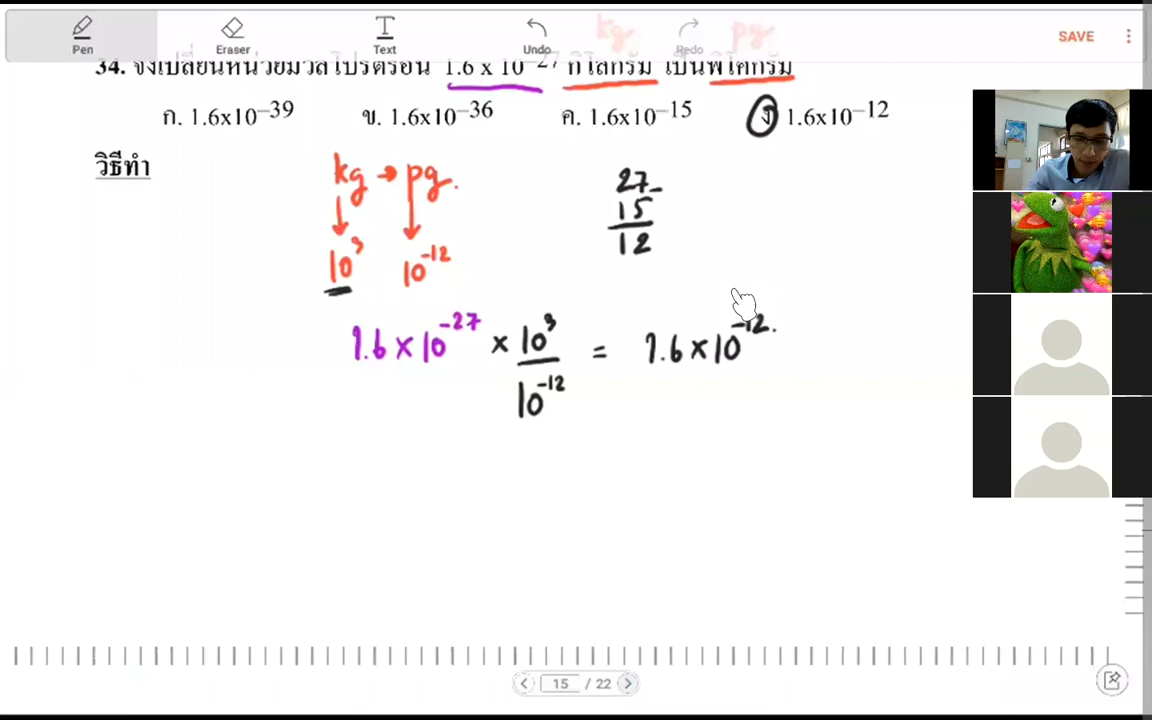 kg pg
Pen Eraser Text Undo Redo SAVE
34. จงเปลี่ยนหน่วยมวลโปรตรอน 1.6 x 10−27 กิโลกรัม เป็นพิโคกรัม
ก. 1.6x10−39 ข. 1.6x10−36 ค. 1.6x10−15 ง 1.6x10−12
วิธีทำ
kg → pg.
10³ 10⁻¹²
27 -
15
12
1.6 × 10⁻²⁷ × 10³ / 10⁻¹² = 1.6 × 10⁻¹².
15 / 22